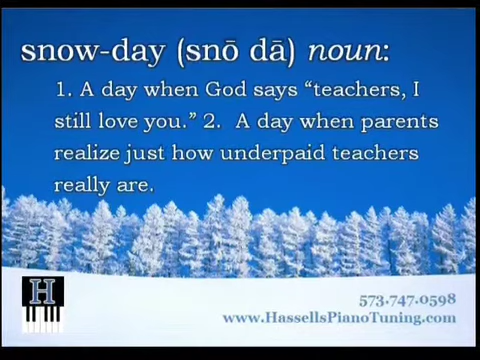 snow-day (snō dā) noun:
1. A day when God says “teachers, I
still love you.” 2. A day when parents
realize just how underpaid teachers
really are.
H
573.747.0598
www.HassellsPianoTuning.com